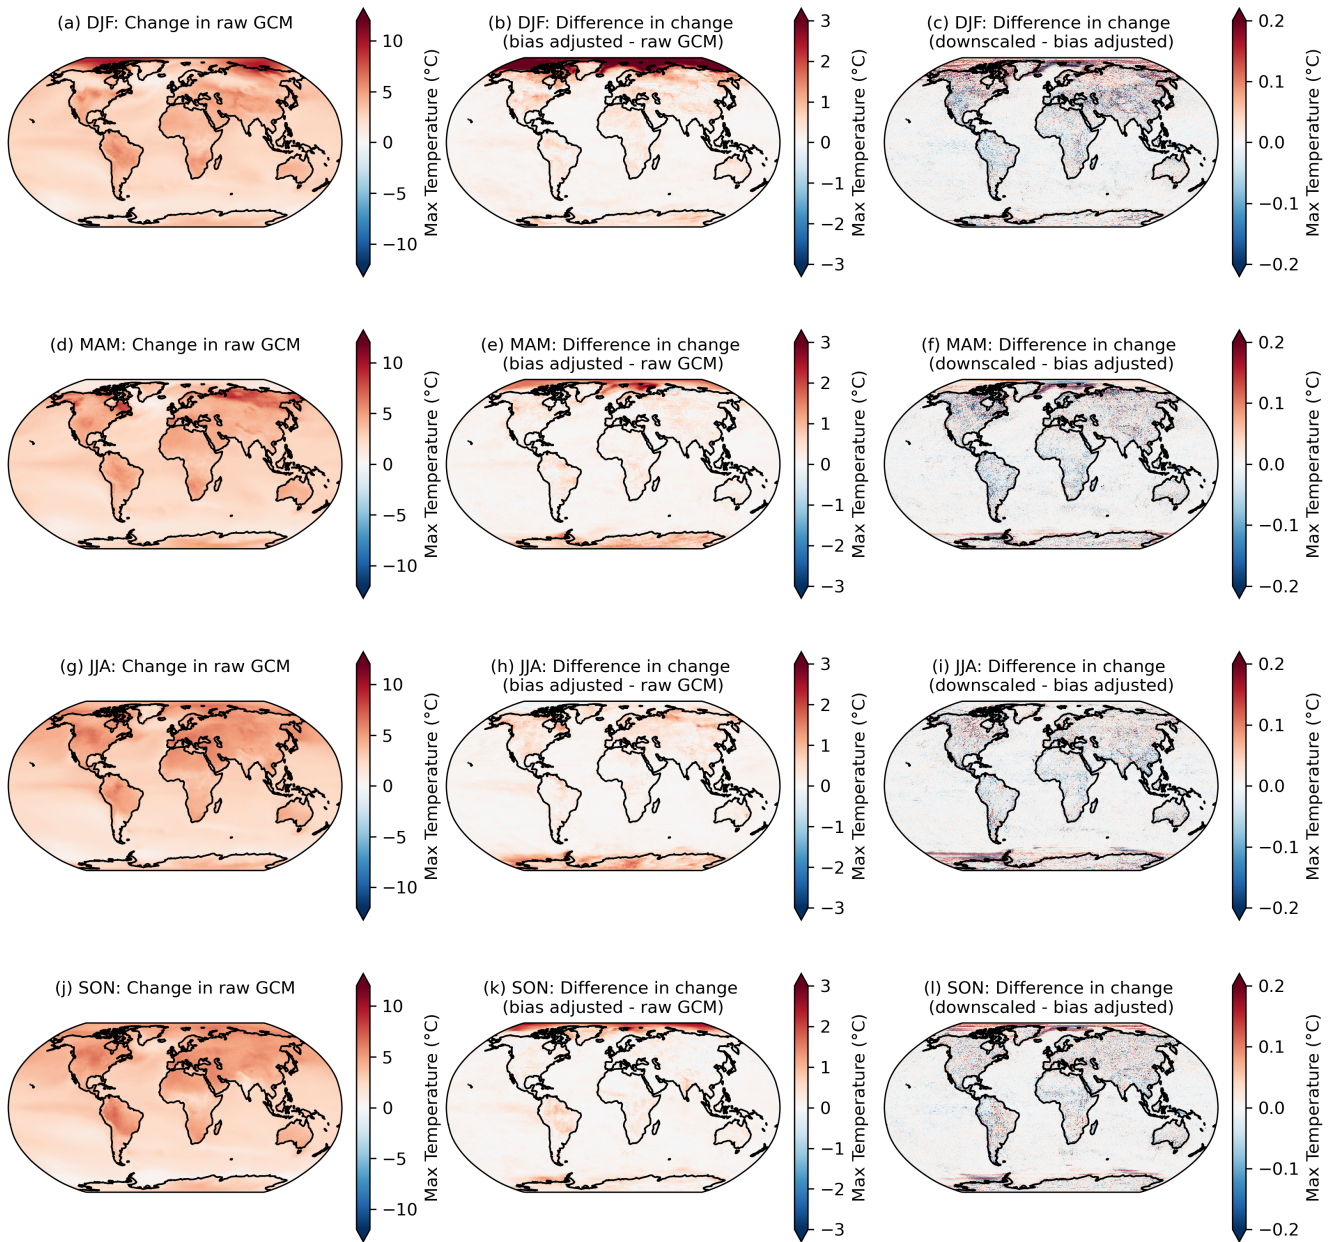 (a) DJF: Change in raw GCM
10
5
0
−5
−10
Max Temperature (°C)
(b) DJF: Difference in change
(bias adjusted - raw GCM)
3
2
1
0
−1
−2
−3
Max Temperature (°C)
(c) DJF: Difference in change
(downscaled - bias adjusted)
0.2
0.1
0.0
−0.1
−0.2
Max Temperature (°C)
(d) MAM: Change in raw GCM
10
5
0
−5
−10
Max Temperature (°C)
(e) MAM: Difference in change
(bias adjusted - raw GCM)
3
2
1
0
−1
−2
−3
Max Temperature (°C)
(f) MAM: Difference in change
(downscaled - bias adjusted)
0.2
0.1
0.0
−0.1
−0.2
Max Temperature (°C)
(g) JJA: Change in raw GCM
10
5
0
−5
−10
Max Temperature (°C)
(h) JJA: Difference in change
(bias adjusted - raw GCM)
3
2
1
0
−1
−2
−3
Max Temperature (°C)
(i) JJA: Difference in change
(downscaled - bias adjusted)
0.2
0.1
0.0
−0.1
−0.2
Max Temperature (°C)
(j) SON: Change in raw GCM
10
5
0
−5
−10
Max Temperature (°C)
(k) SON: Difference in change
(bias adjusted - raw GCM)
3
2
1
0
−1
−2
−3
Max Temperature (°C)
(l) SON: Difference in change
(downscaled - bias adjusted)
0.2
0.1
0.0
−0.1
−0.2
Max Temperature (°C)